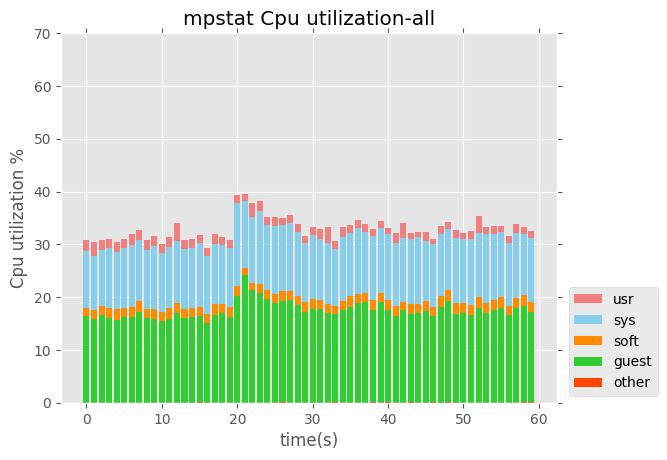 mpstat Cpu utilization-all
Cpu utilization %
70
60
50
40
30
20
10
0
0 10 20 30 40 50 60
time(s)
usr
sys
soft
guest
other